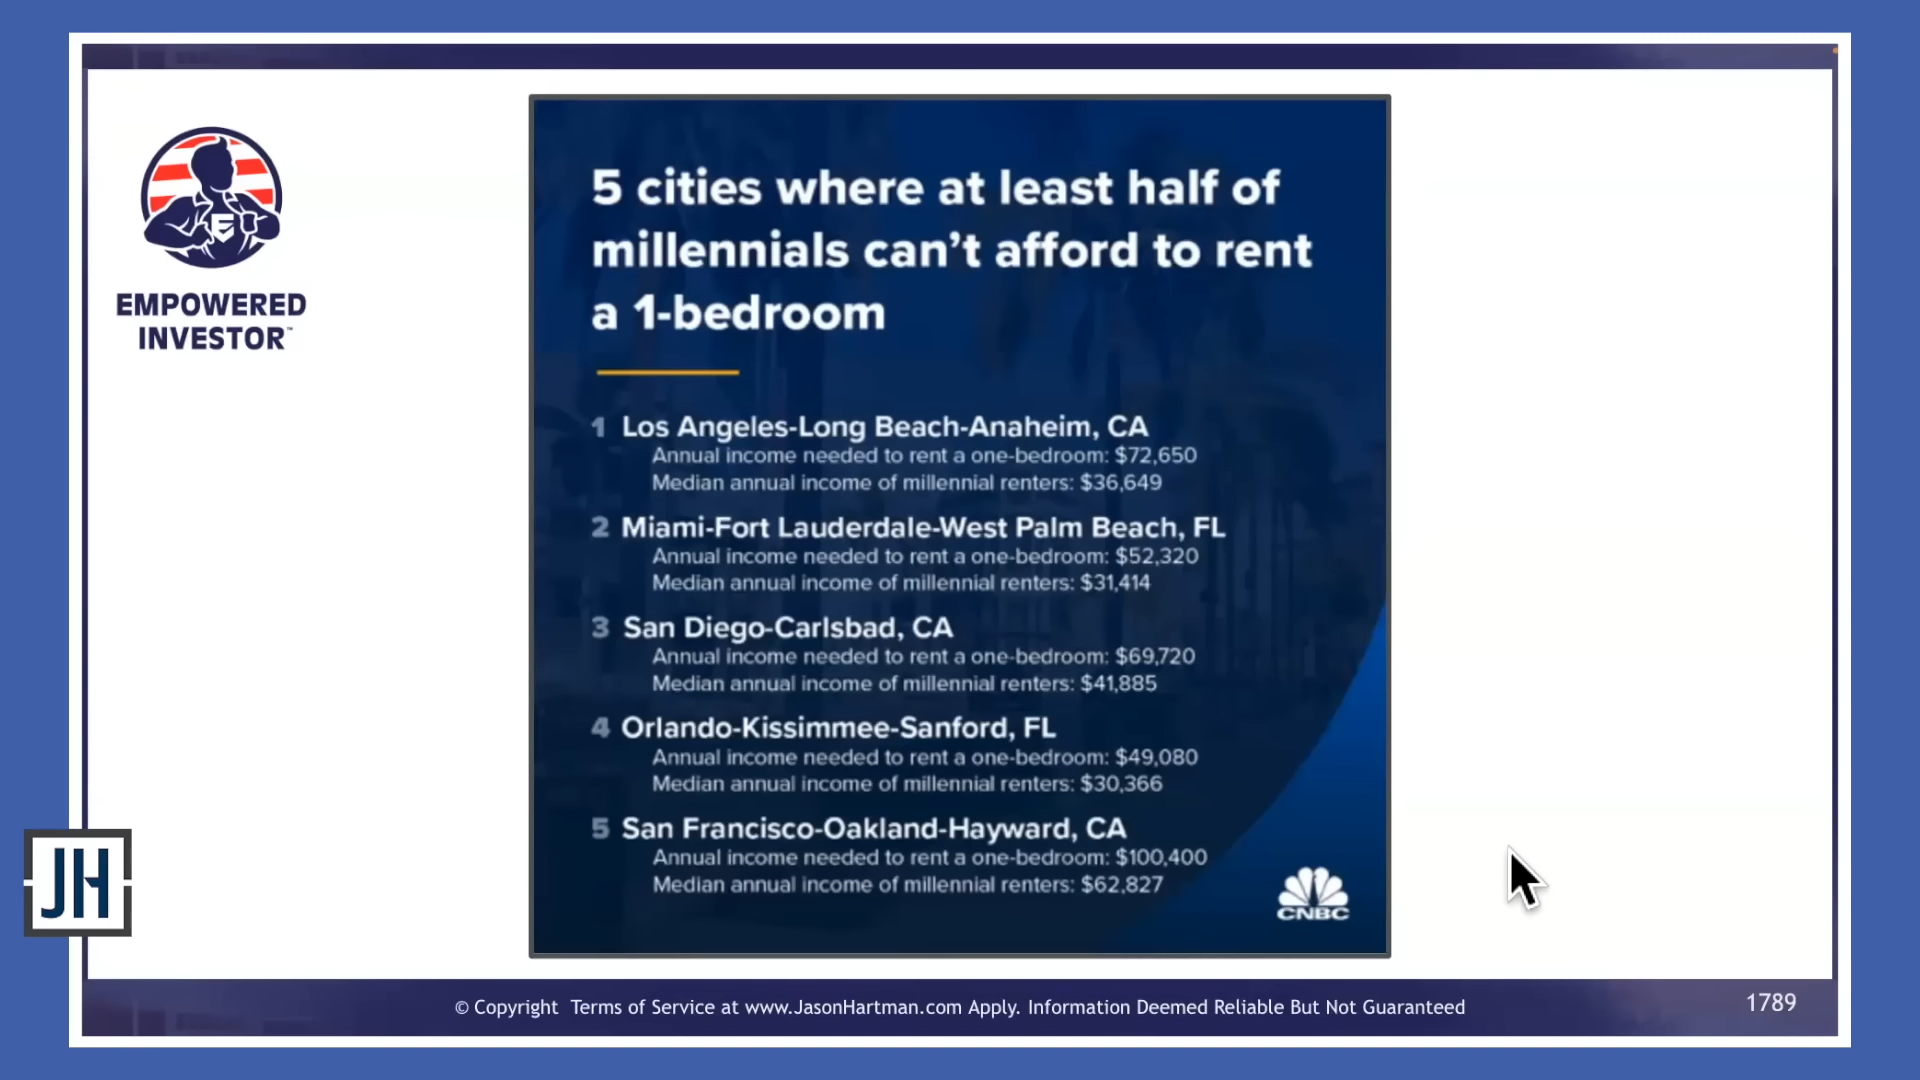 EMPOWERED
INVESTOR™
5 cities where at least half of
millennials can't afford to rent
a 1-bedroom
1 Los Angeles-Long Beach-Anaheim, CA
Annual income needed to rent a one-bedroom: $72,650
Median annual income of millennial renters: $36,649
2 Miami-Fort Lauderdale-West Palm Beach, FL
Annual income needed to rent a one-bedroom: $52,320
Median annual income of millennial renters: $31,414
3 San Diego-Carlsbad, CA
Annual income needed to rent a one-bedroom: $69,720
Median annual income of millennial renters: $41,885
4 Orlando-Kissimmee-Sanford, FL
Annual income needed to rent a one-bedroom: $49,080
Median annual income of millennial renters: $30,366
5 San Francisco-Oakland-Hayward, CA
Annual income needed to rent a one-bedroom: $100,400
Median annual income of millennial renters: $62,827
CNBC
JH
© Copyright Terms of Service at www.JasonHartman.com Apply. Information Deemed Reliable But Not Guaranteed
1789